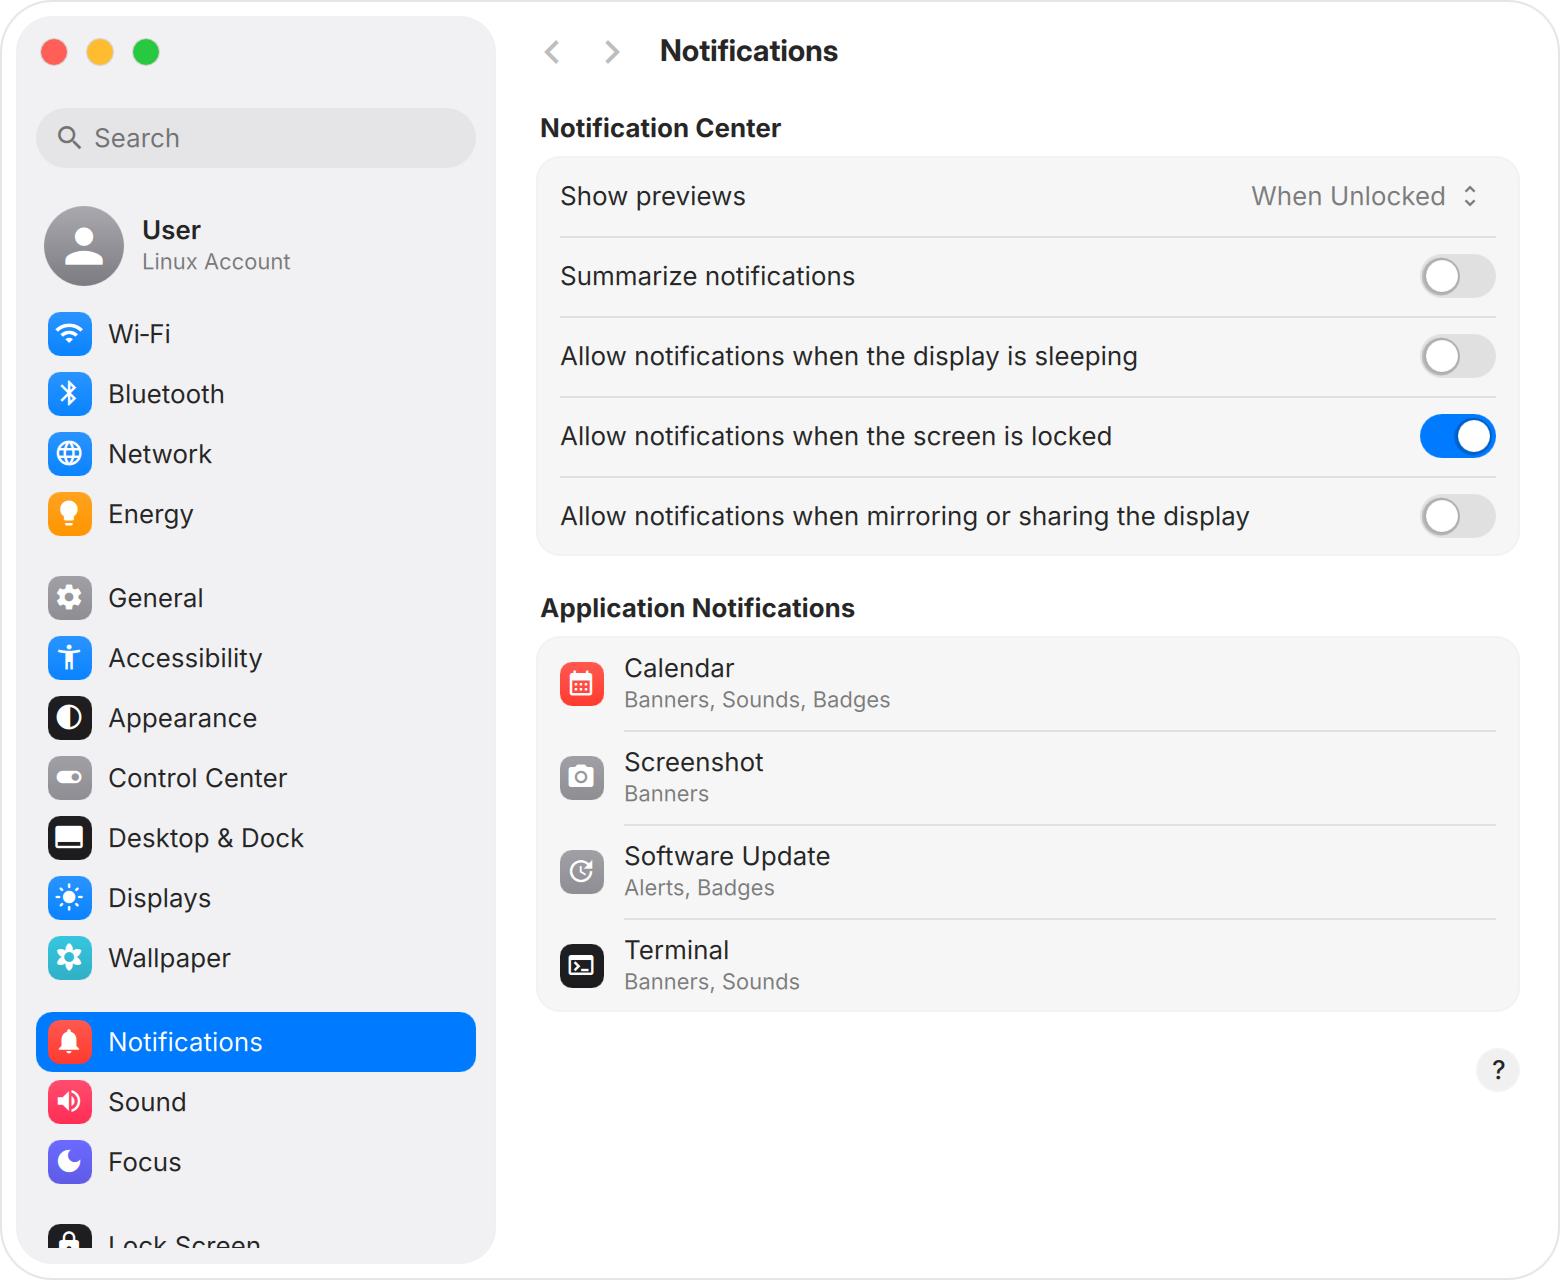 Search
User
Linux Account
Wi-Fi
Bluetooth
Network
Energy
General
Accessibility
Appearance
Control Center
Desktop & Dock
Displays
Wallpaper
Notifications
Sound
Focus
Lock Screen
Notifications
Notification Center
Show previews When Unlocked
Summarize notifications
Allow notifications when the display is sleeping
Allow notifications when the screen is locked
Allow notifications when mirroring or sharing the display
Application Notifications
Calendar
Banners, Sounds, Badges
Screenshot
Banners
Software Update
Alerts, Badges
Terminal
Banners, Sounds
?